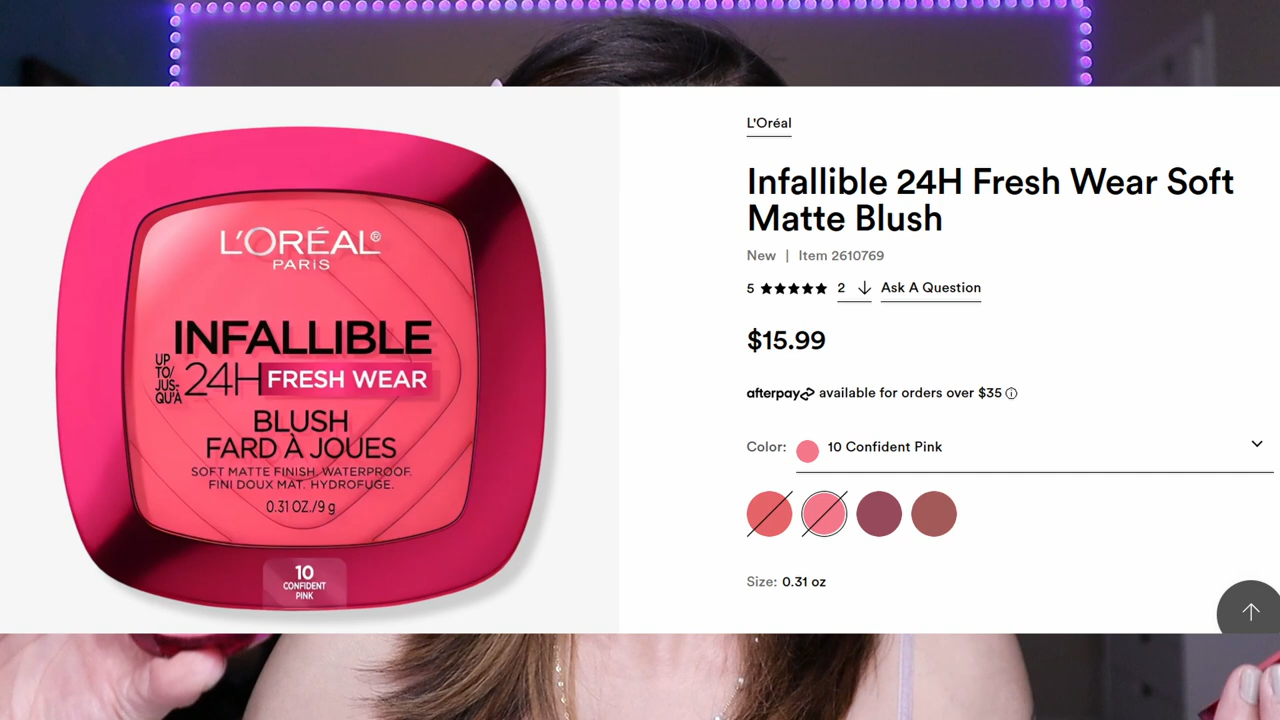 L'ORÉAL®
PARIS
INFALLIBLE
UP
TO/
JUS-
QU'À
24H FRESH WEAR
BLUSH
FARD À JOUES
SOFT MATTE FINISH. WATERPROOF.
FINI DOUX MAT. HYDROFUGE.
0.31 OZ./9 g
10
CONFIDENT
PINK
L'Oréal
Infallible 24H Fresh Wear Soft
Matte Blush
New | Item 2610769
5 ★★★★★ 2 ↓ Ask A Question
$15.99
afterpay available for orders over $35
Color: 10 Confident Pink
Size: 0.31 oz